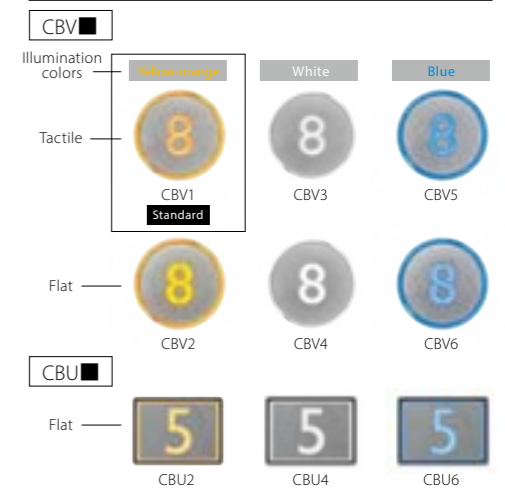 CBV■
Illumination colors
Yellow-orange White Blue
Tactile
8 8 8
CBV1 CBV3 CBV5
Standard
Flat
8 8 8
CBV2 CBV4 CBV6
CBU■
Flat
5 5 5
CBU2 CBU4 CBU6